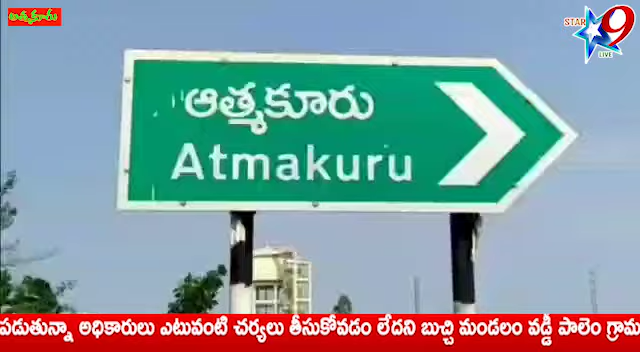 ఆత్మకూరు
STAR 9
LIVE
ఆత్మకూరు
Atmakuru
పడుతున్నా అధికారులు ఎటువంటి చర్యలు తీసుకోవడం లేదని బుచ్చి మండలం వడ్డీ పాలెం గ్రామ